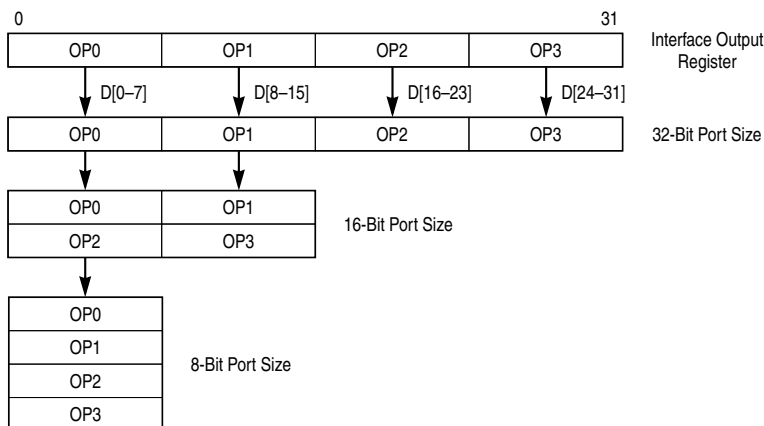 0 31
OP0 OP1 OP2 OP3 Interface Output
Register
D[0–7] D[8–15] D[16–23] D[24–31]
OP0 OP1 OP2 OP3 32-Bit Port Size
OP0 OP1
16-Bit Port Size
OP2 OP3
OP0
OP1
8-Bit Port Size
OP2
OP3